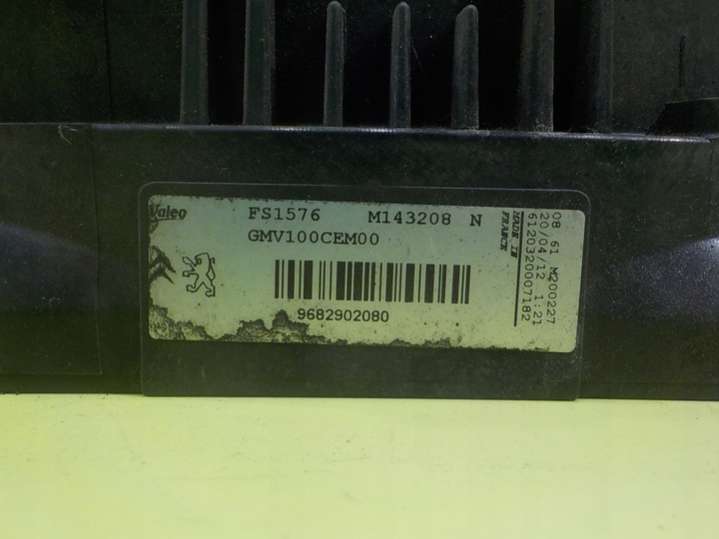 Valeo FS1576 M143208 N
GMV100CEM00
9682902080
MADE IN
FRANCE
08 61 M200227
20/04/12 1:21
6120320007182